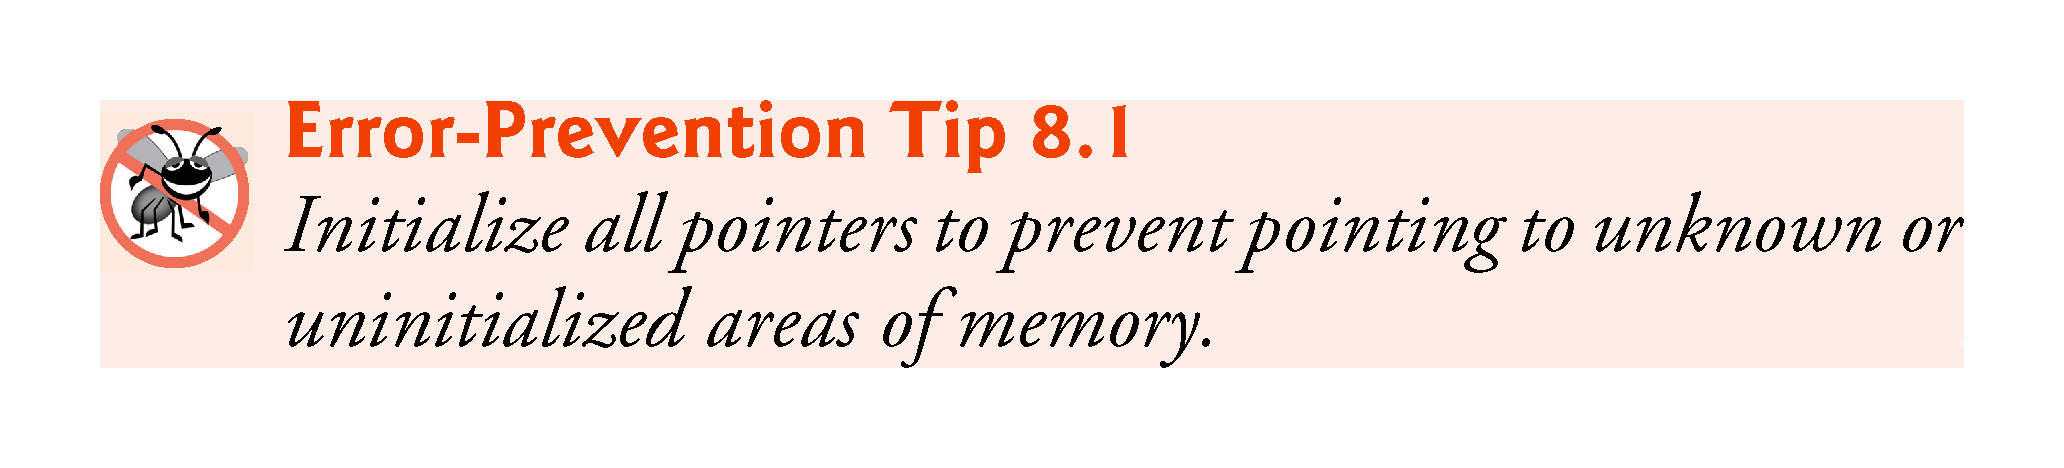 Error-Prevention Tip 8.1
Initialize all pointers to prevent pointing to unknown or
uninitialized areas of memory.